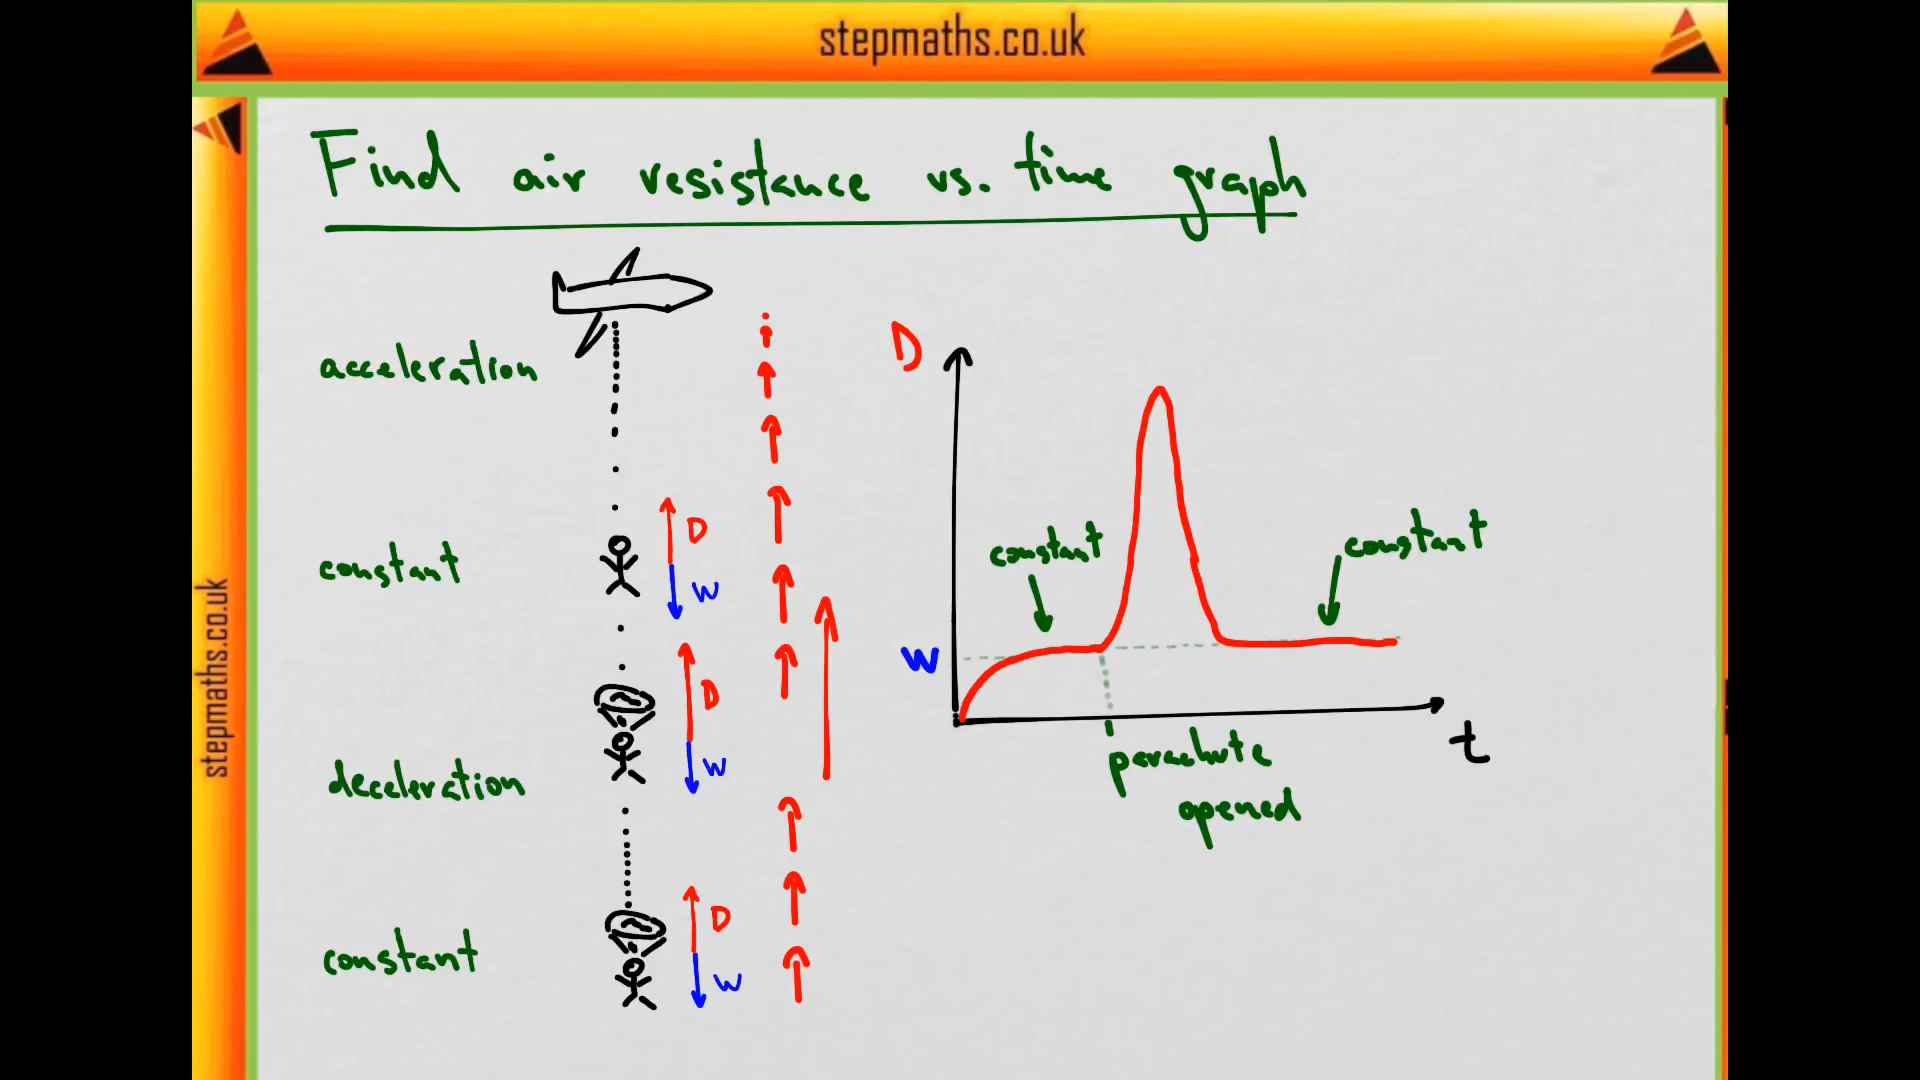 stepmaths.co.uk
stepmaths.co.uk
Find air resistance vs. time graph
acceleration
constant
deceleration
constant
D
W
D
W
D
W
D
W
constant
constant
parachute
opened
t